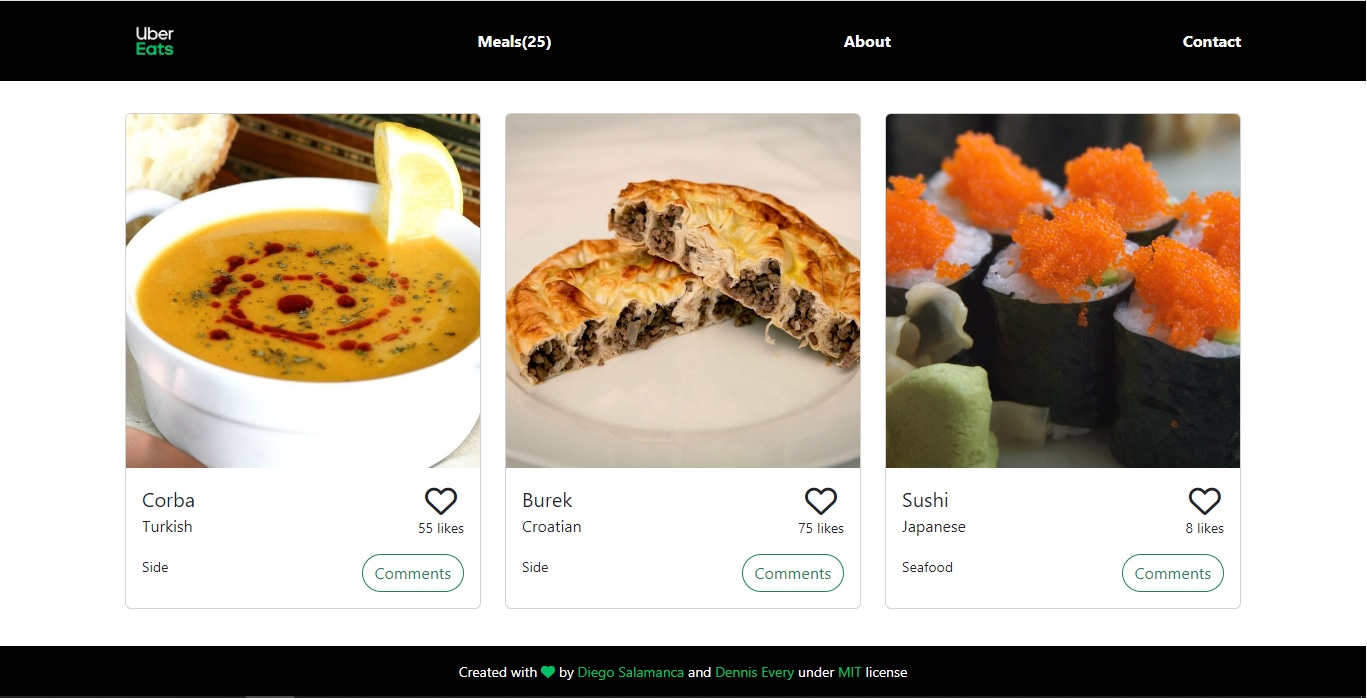 Uber
Eats
Meals(25)
About
Contact
Corba
Turkish
55 likes
Side
Comments
Burek
Croatian
75 likes
Side
Comments
Sushi
Japanese
8 likes
Seafood
Comments
Created with by Diego Salamanca and Dennis Every under MIT license